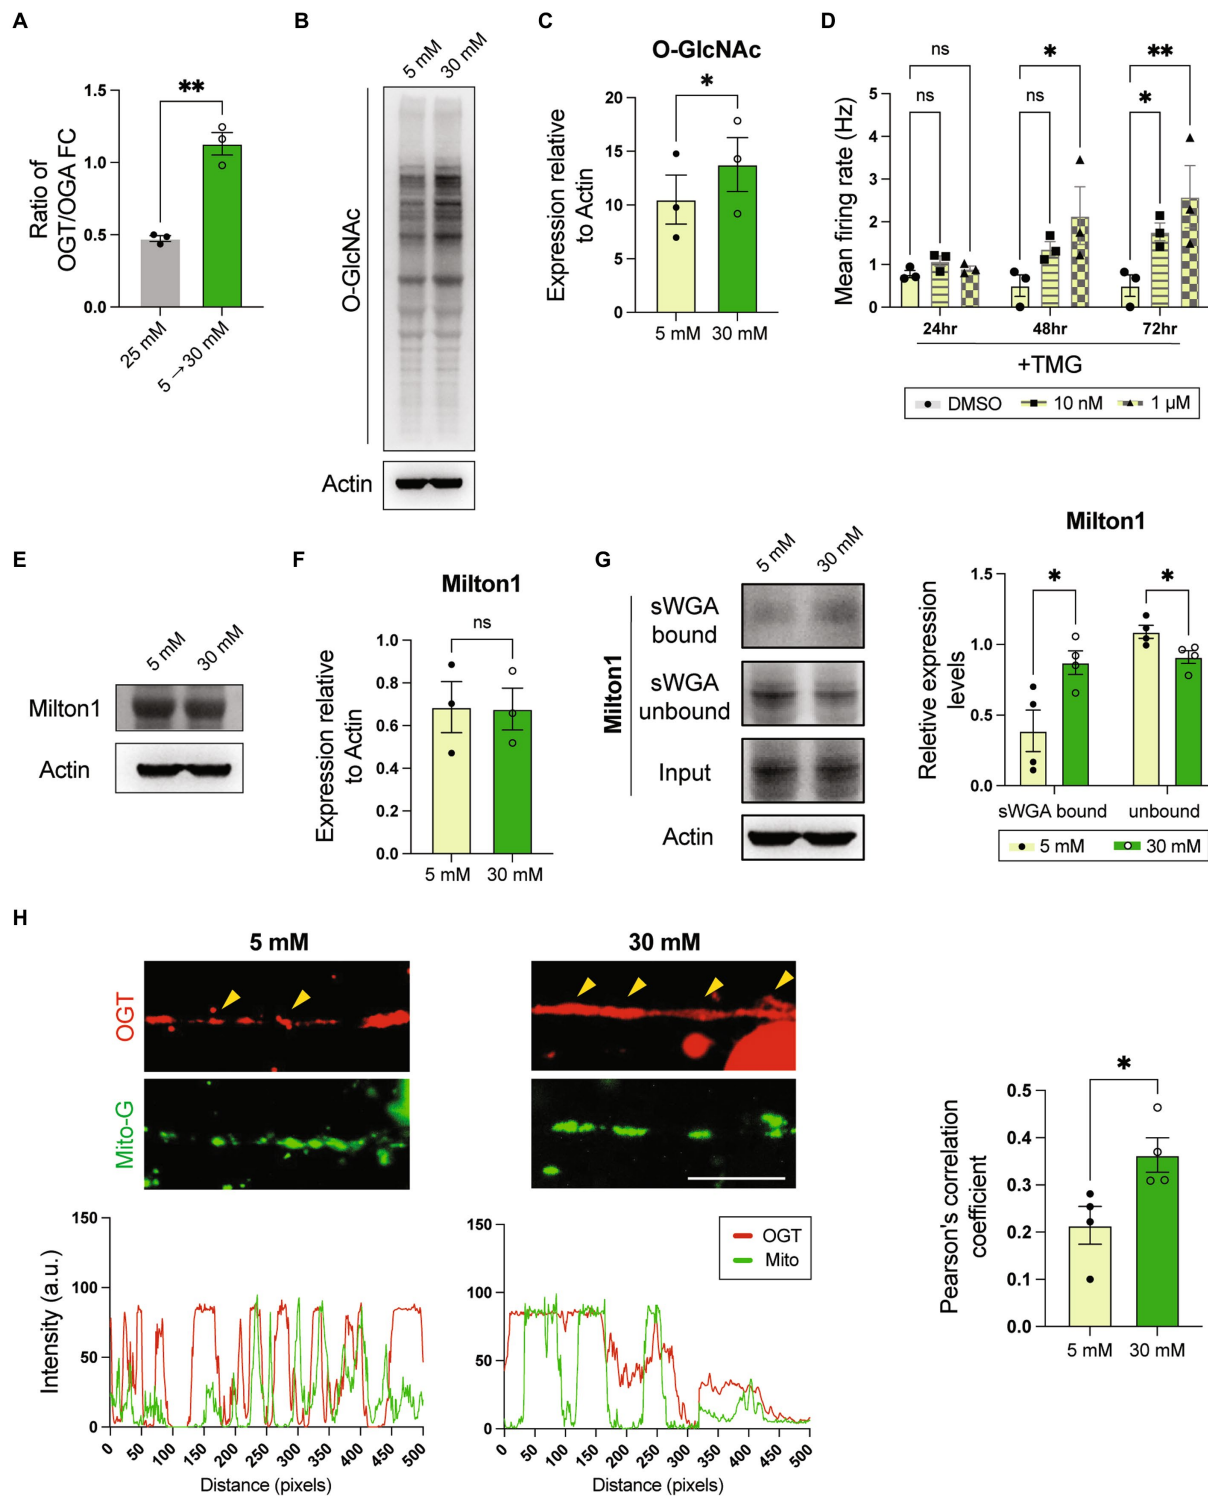 A
**
1.5
1.0
0.5
0.0
Ratio of
OGT/OGA FC
25 mM
5 →30 mM
B
5 mM
30 mM
O-GlcNAc
Actin
C
O-GlcNAc
*
20
15
10
5
0
Expression relative
to Actin
5 mM
30 mM
D
ns
*
**
ns
ns
*
5
4
3
2
1
0
Mean firing rate (Hz)
24hr
48hr
72hr
+TMG
DMSO
10 nM
1 µM
E
5 mM
30 mM
Milton1
Actin
F
Milton1
ns
1.0
0.8
0.6
0.4
0.2
0.0
Expression relative
to Actin
5 mM
30 mM
G
5 mM
30 mM
Milton1
sWGA
bound
sWGA
unbound
Input
Actin
Milton1
*
*
1.5
1.0
0.5
0.0
Reletive expression
levels
sWGA bound
unbound
5 mM
30 mM
H
5 mM
30 mM
OGT
Mito-G
150
100
50
0
Intensity (a.u.)
0 50 100 150 200 250 300 350 400 450 500
Distance (pixels)
150
100
50
0
OGT
Mito
0 50 100 150 200 250 300 350 400 450 500
Distance (pixels)
*
0.5
0.4
0.3
0.2
0.1
0.0
Pearson's correlation
coefficient
5 mM
30 mM